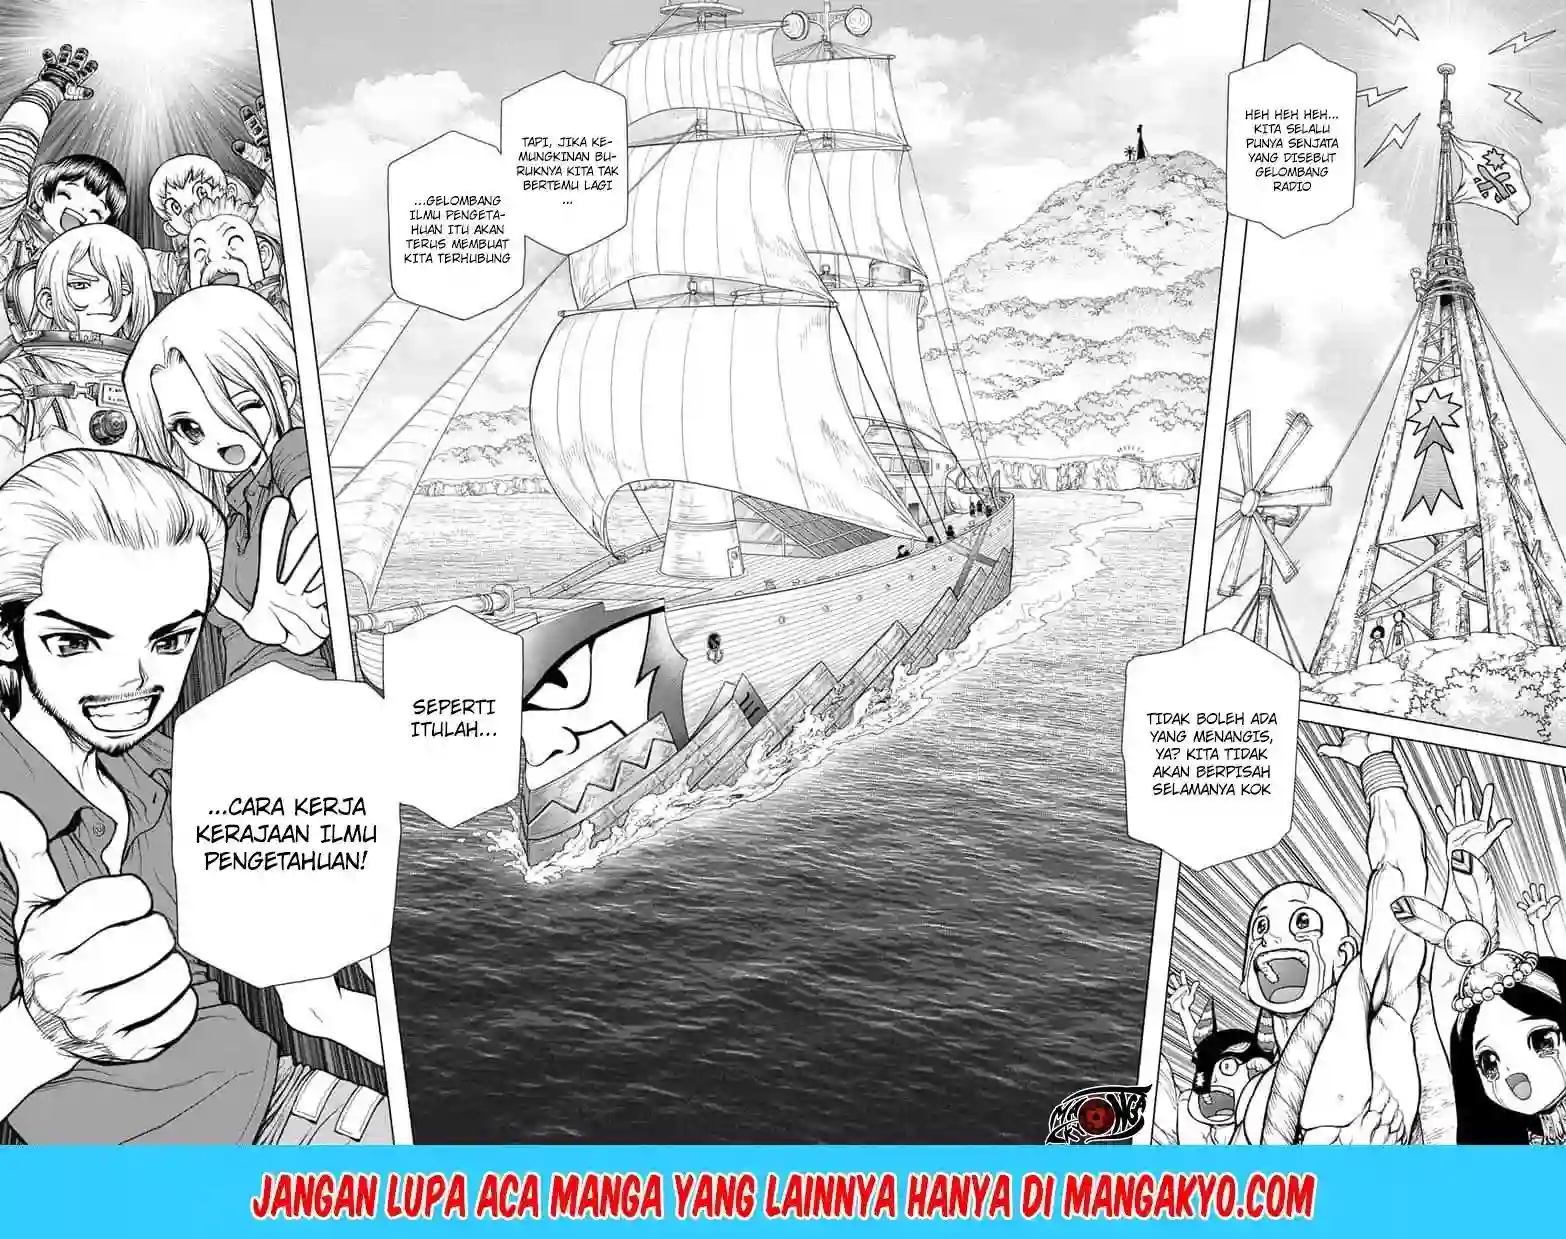 HEH HEH HEH...
KITA SELALU
PUNYA SENJATA
YANG DISEBUT
GELOMBANG
RADIO
TIDAK BOLEH ADA
YANG MENANGIS,
YA? KITA TIDAK
AKAN BERPISAH
SELAMANYA KOK
TAPI, JIKA KE-
MUNGKINAN BU-
RUKNYA KITA TAK
BERTEMU LAGI
...
...GELOMBANG
ILMU PENGETA-
HUAN ITU AKAN
TERUS MEMBUAT
KITA TERHUBUNG
SEPERTI
ITULAH...
...CARA KERJA
KERAJAAN ILMU
PENGETAHUAN!
MANGA
KYO
JANGAN LUPA ACA MANGA YANG LAINNYA HANYA DI MANGAKYO.COM